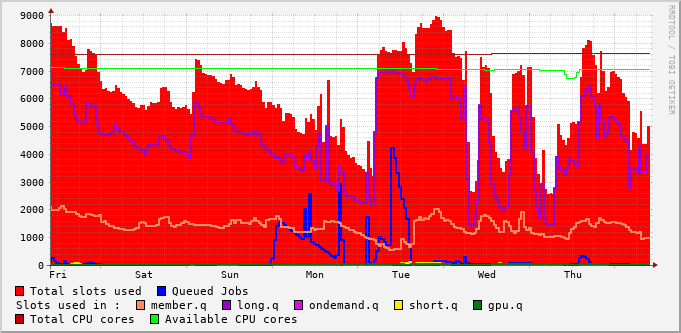 9000
8000
7000
6000
5000
4000
3000
2000
1000
0
Fri Sat Sun Mon Tue Wed Thu
RRDTOOL / TOBI OETIKER
Total slots used Queued Jobs
Slots used in : member.q long.q ondemand.q short.q gpu.q
Total CPU cores Available CPU cores